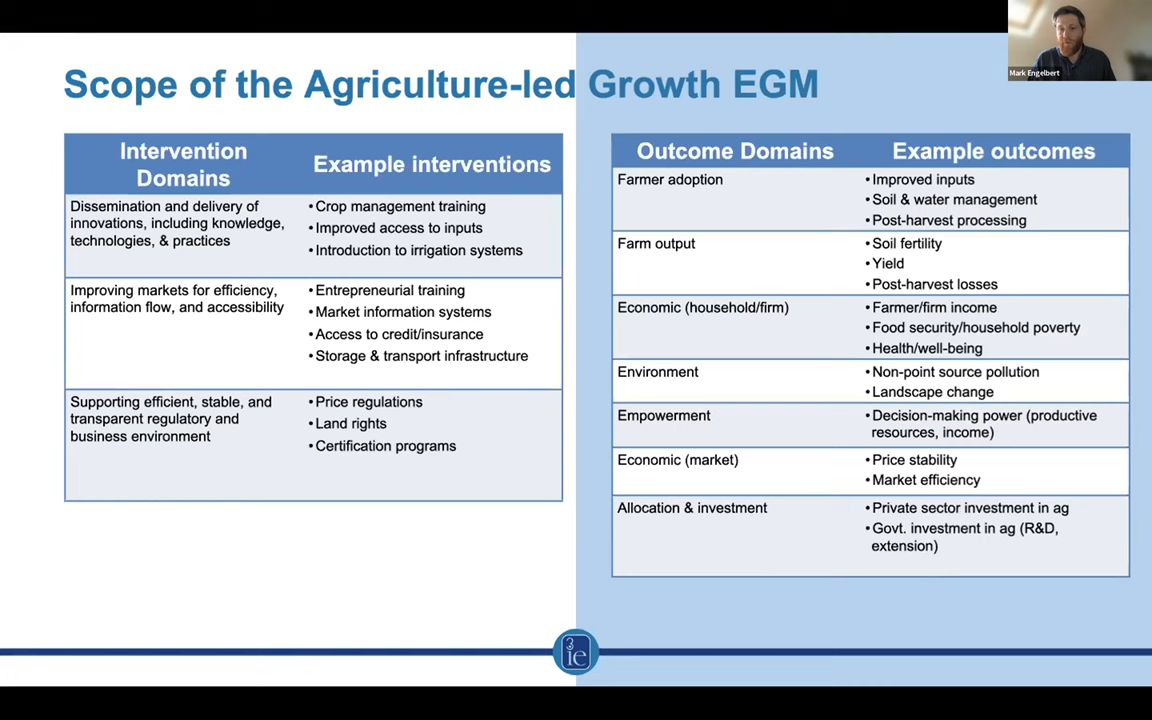 Mark Engelbert
Scope of the Agriculture-led Growth EGM
Intervention
Domains
Example interventions
Dissemination and delivery of
innovations, including knowledge,
technologies, & practices
•Crop management training
•Improved access to inputs
•Introduction to irrigation systems
Improving markets for efficiency,
information flow, and accessibility
•Entrepreneurial training
•Market information systems
•Access to credit/insurance
•Storage & transport infrastructure
Supporting efficient, stable, and
transparent regulatory and
business environment
•Price regulations
•Land rights
•Certification programs
Outcome Domains
Example outcomes
Farmer adoption
•Improved inputs
•Soil & water management
•Post-harvest processing
Farm output
•Soil fertility
•Yield
•Post-harvest losses
Economic (household/firm)
•Farmer/firm income
•Food security/household poverty
•Health/well-being
Environment
•Non-point source pollution
•Landscape change
Empowerment
•Decision-making power (productive
resources, income)
Economic (market)
•Price stability
•Market efficiency
Allocation & investment
•Private sector investment in ag
•Govt. investment in ag (R&D,
extension)
3ie